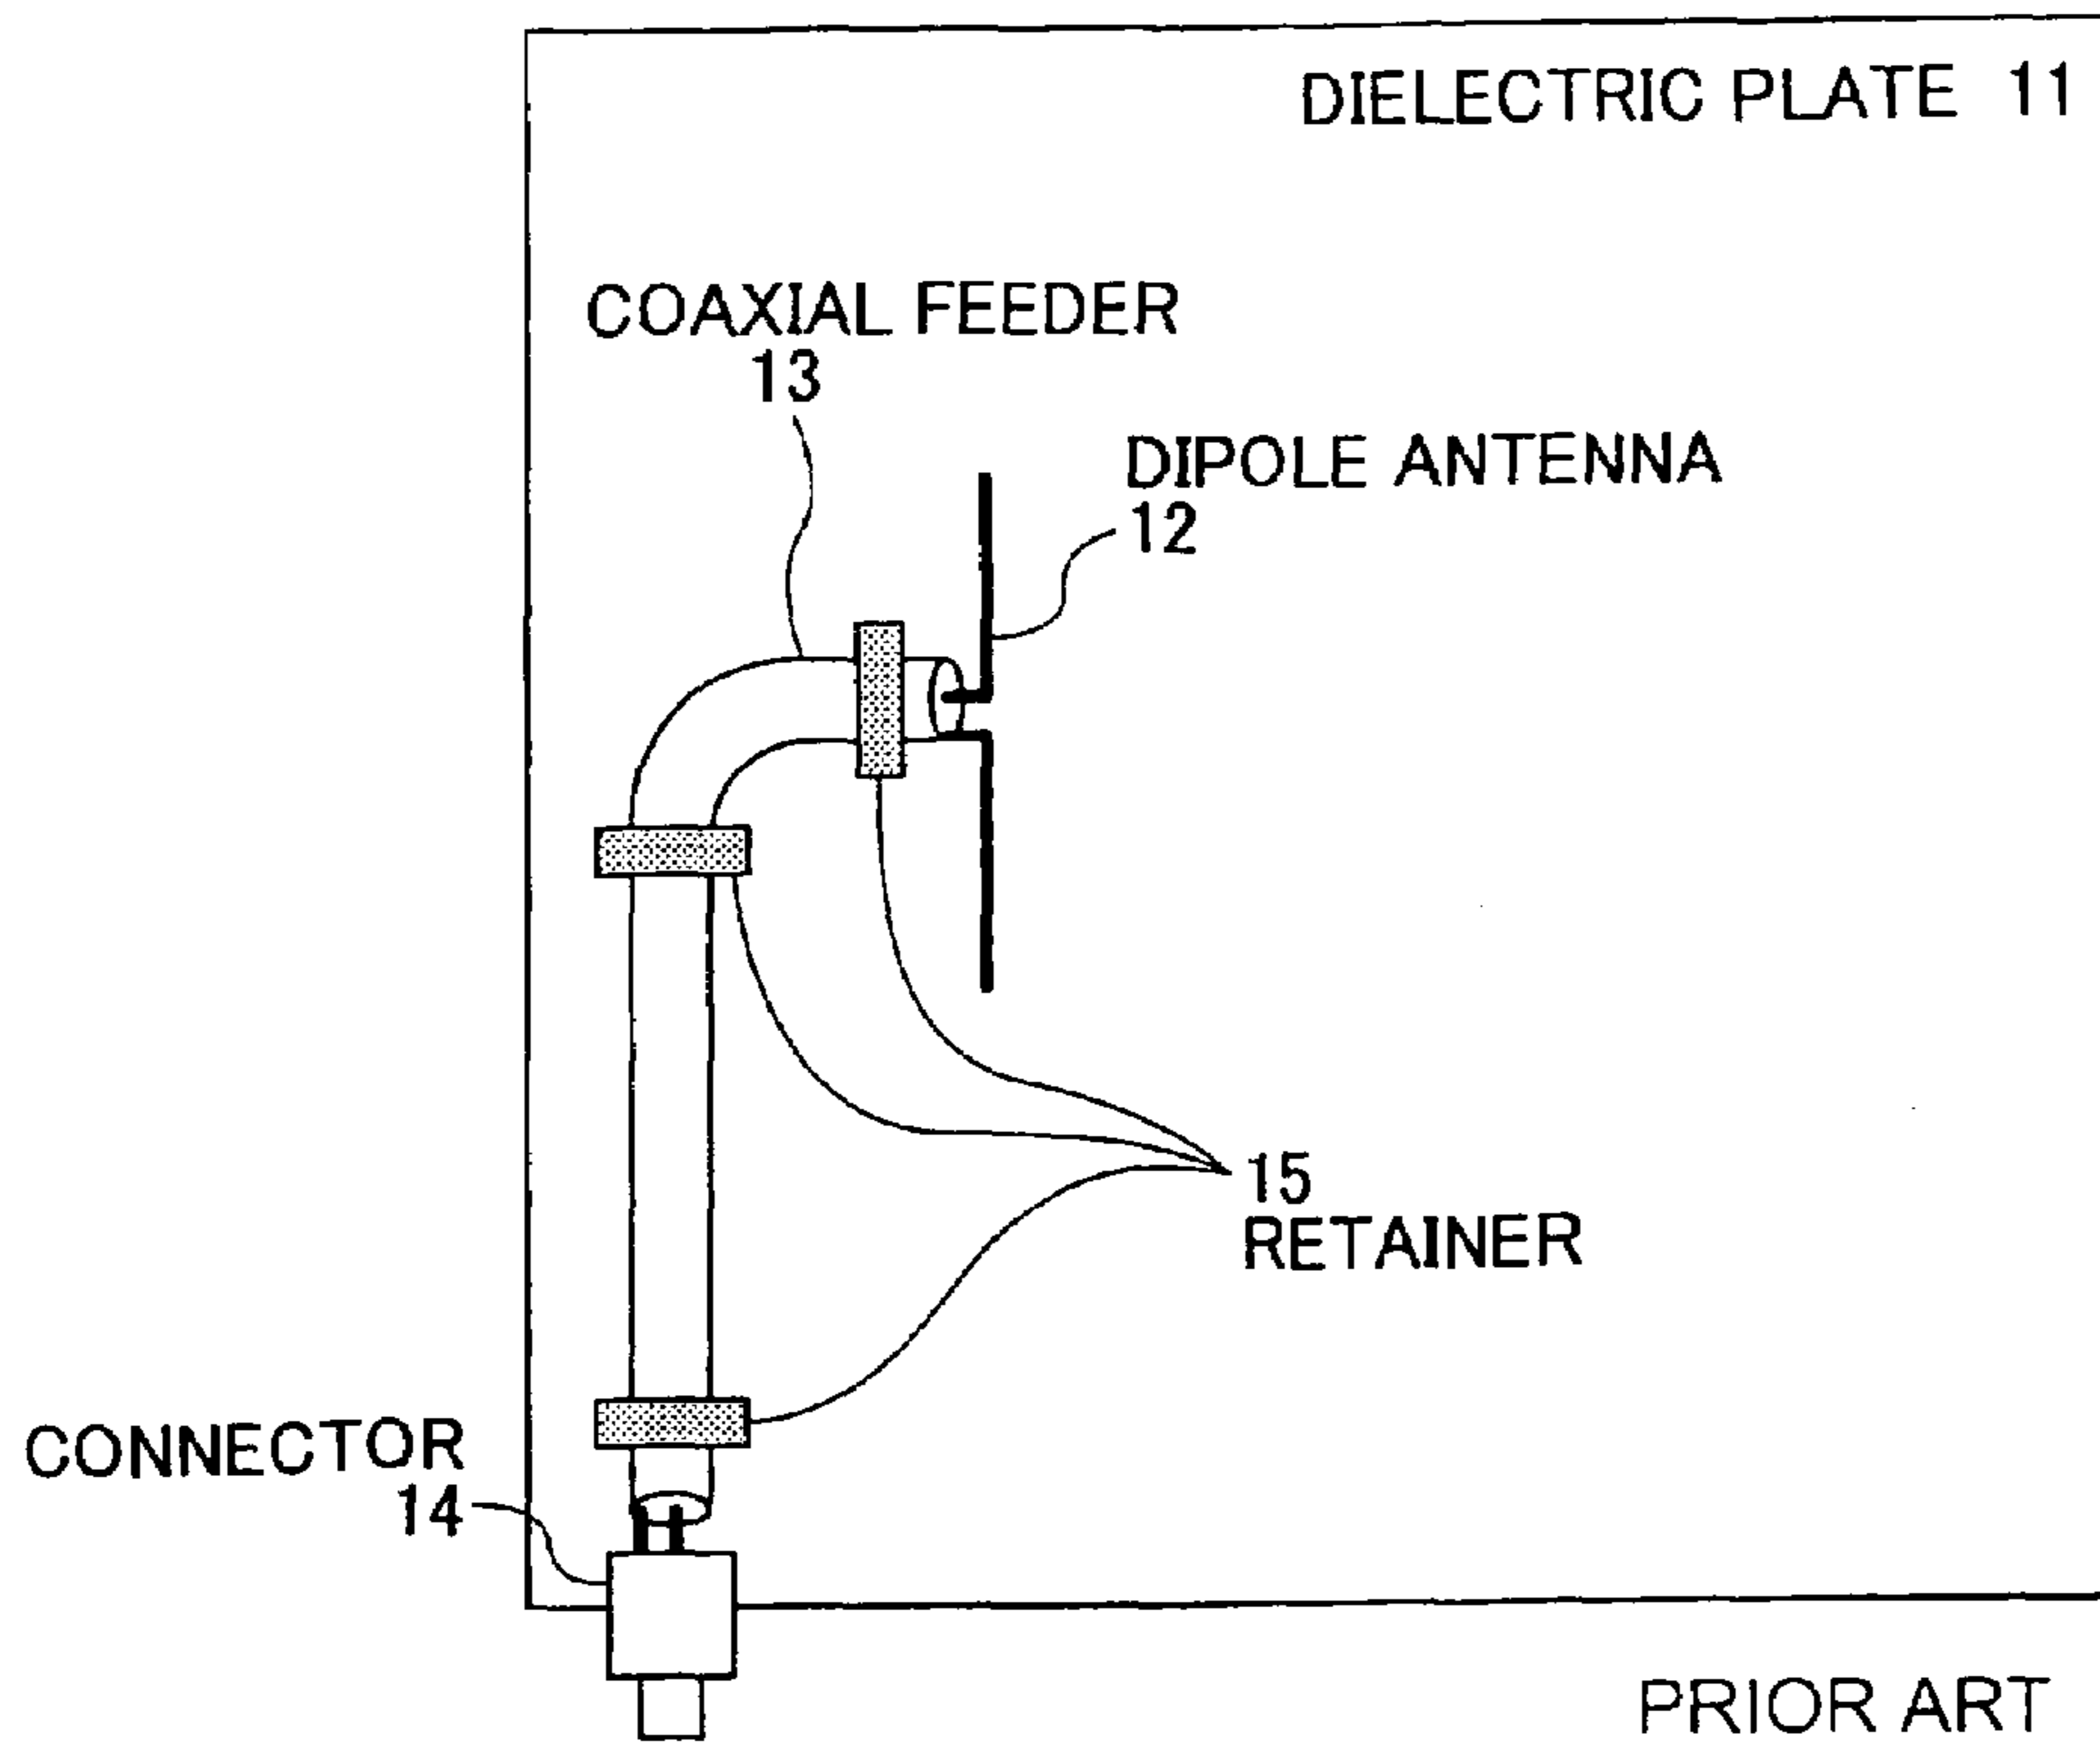 DIELECTRIC PLATE 11
COAXIAL FEEDER
13
DIPOLE ANTENNA
12
15
RETAINER
CONNECTOR
14
PRIOR ART